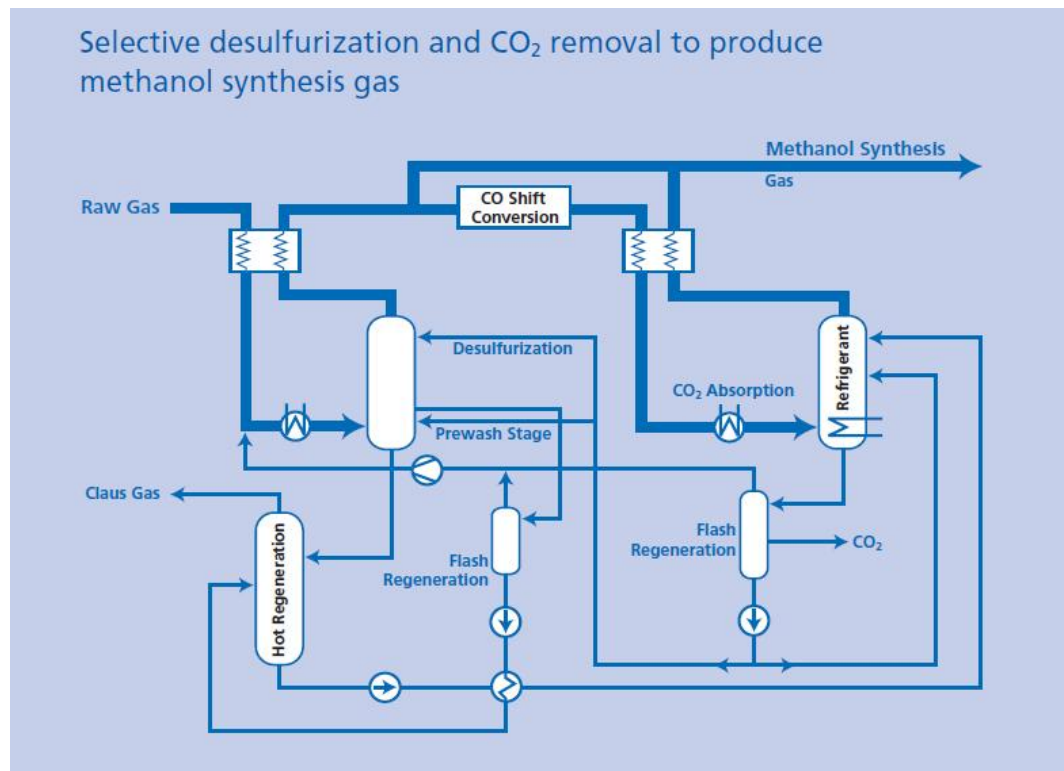 Selective desulfurization and CO₂ removal to produce
methanol synthesis gas
Methanol Synthesis
Gas
Raw Gas
CO Shift
Conversion
Desulfurization
Refrigerant
CO₂ Absorption
Prewash Stage
Claus Gas
Hot Regeneration
Flash
Regeneration
Flash
Regeneration
CO₂